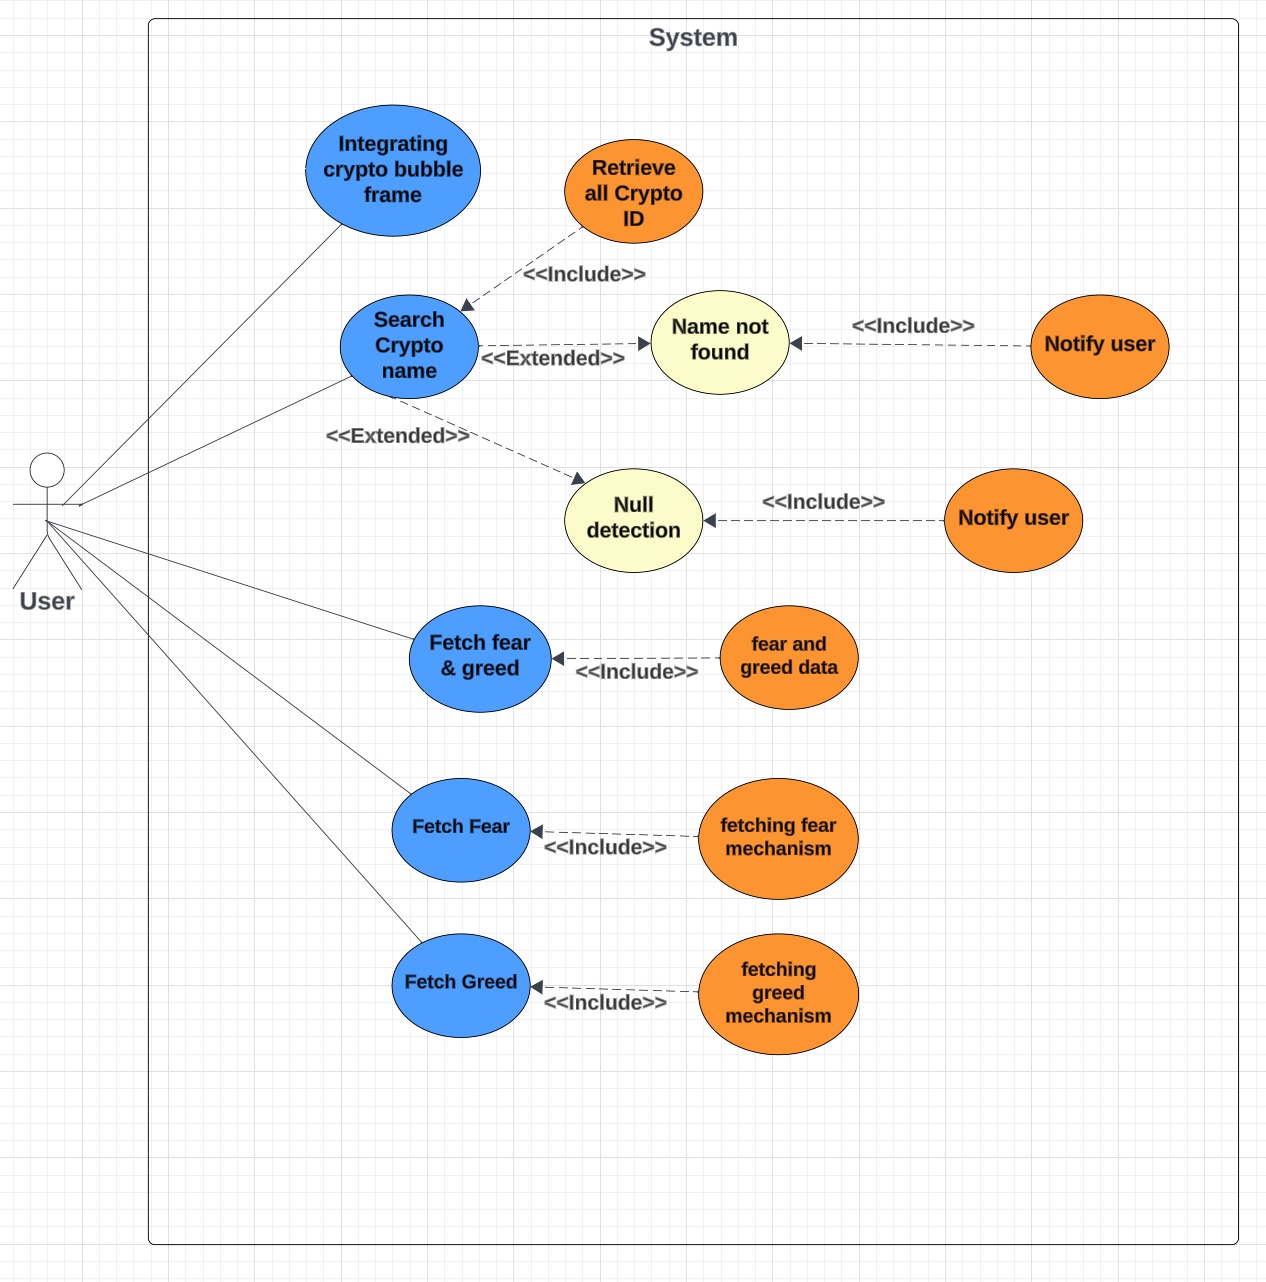 System
Integrating
crypto bubble
frame
Retrieve
all Crypto
ID
<<Include>>
Search
Crypto
name
<<Extended>>
Name not
found
<<Include>>
Notify user
<<Extended>>
Null
detection
<<Include>>
Notify user
User
Fetch fear
& greed
<<Include>>
fear and
greed data
Fetch Fear
<<Include>>
fetching fear
mechanism
Fetch Greed
<<Include>>
fetching
greed
mechanism